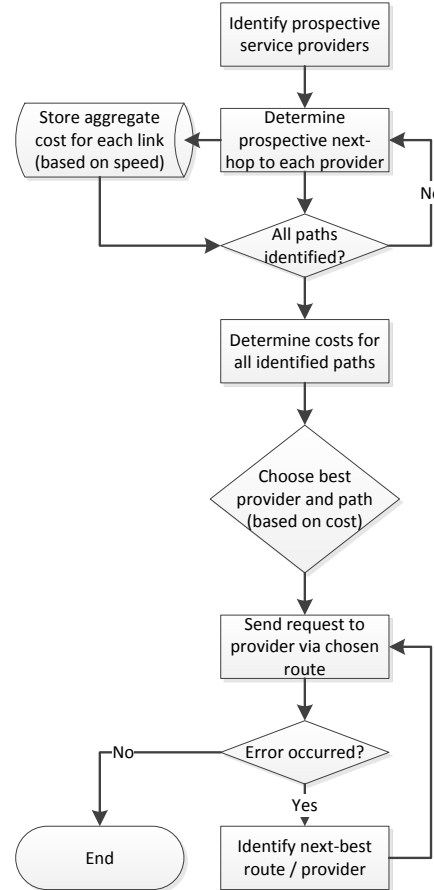 Identify prospective
service providers
Store aggregate
cost for each link
(based on speed)
Determine
prospective next-
hop to each provider
No
All paths
identified?
Determine costs for
all identified paths
Choose best
provider and path
(based on cost)
Send request to
provider via chosen
route
No
Error occurred?
Yes
End
Identify next-best
route / provider